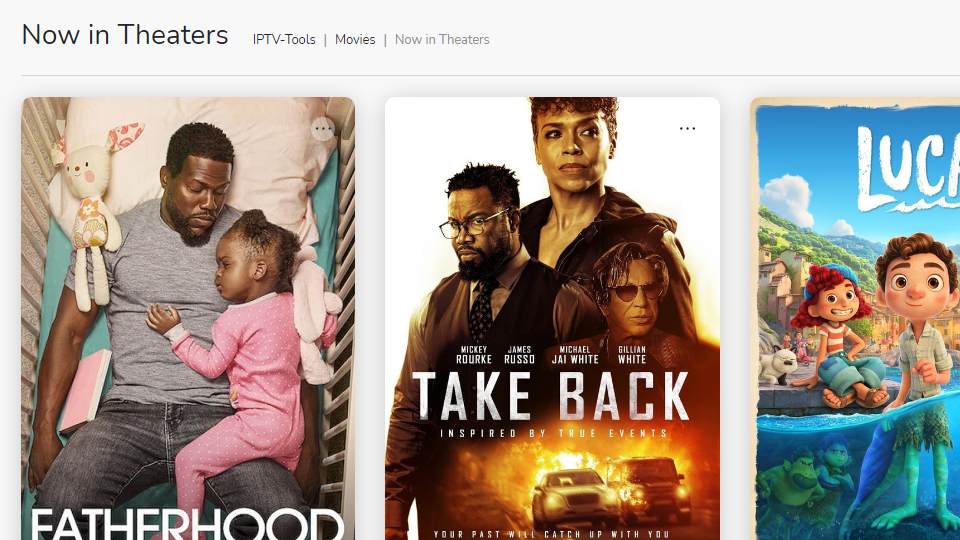 Now in Theaters
IPTV-Tools | Movies | Now in Theaters
FATHERHOOD
MICKEY ROURKE JAMES RUSSO MICHAEL JAI WHITE GILLIAN WHITE
TAKE BACK
INSPIRED BY TRUE EVENTS
YOUR PAST WILL CATCH UP WITH YOU
LUCA